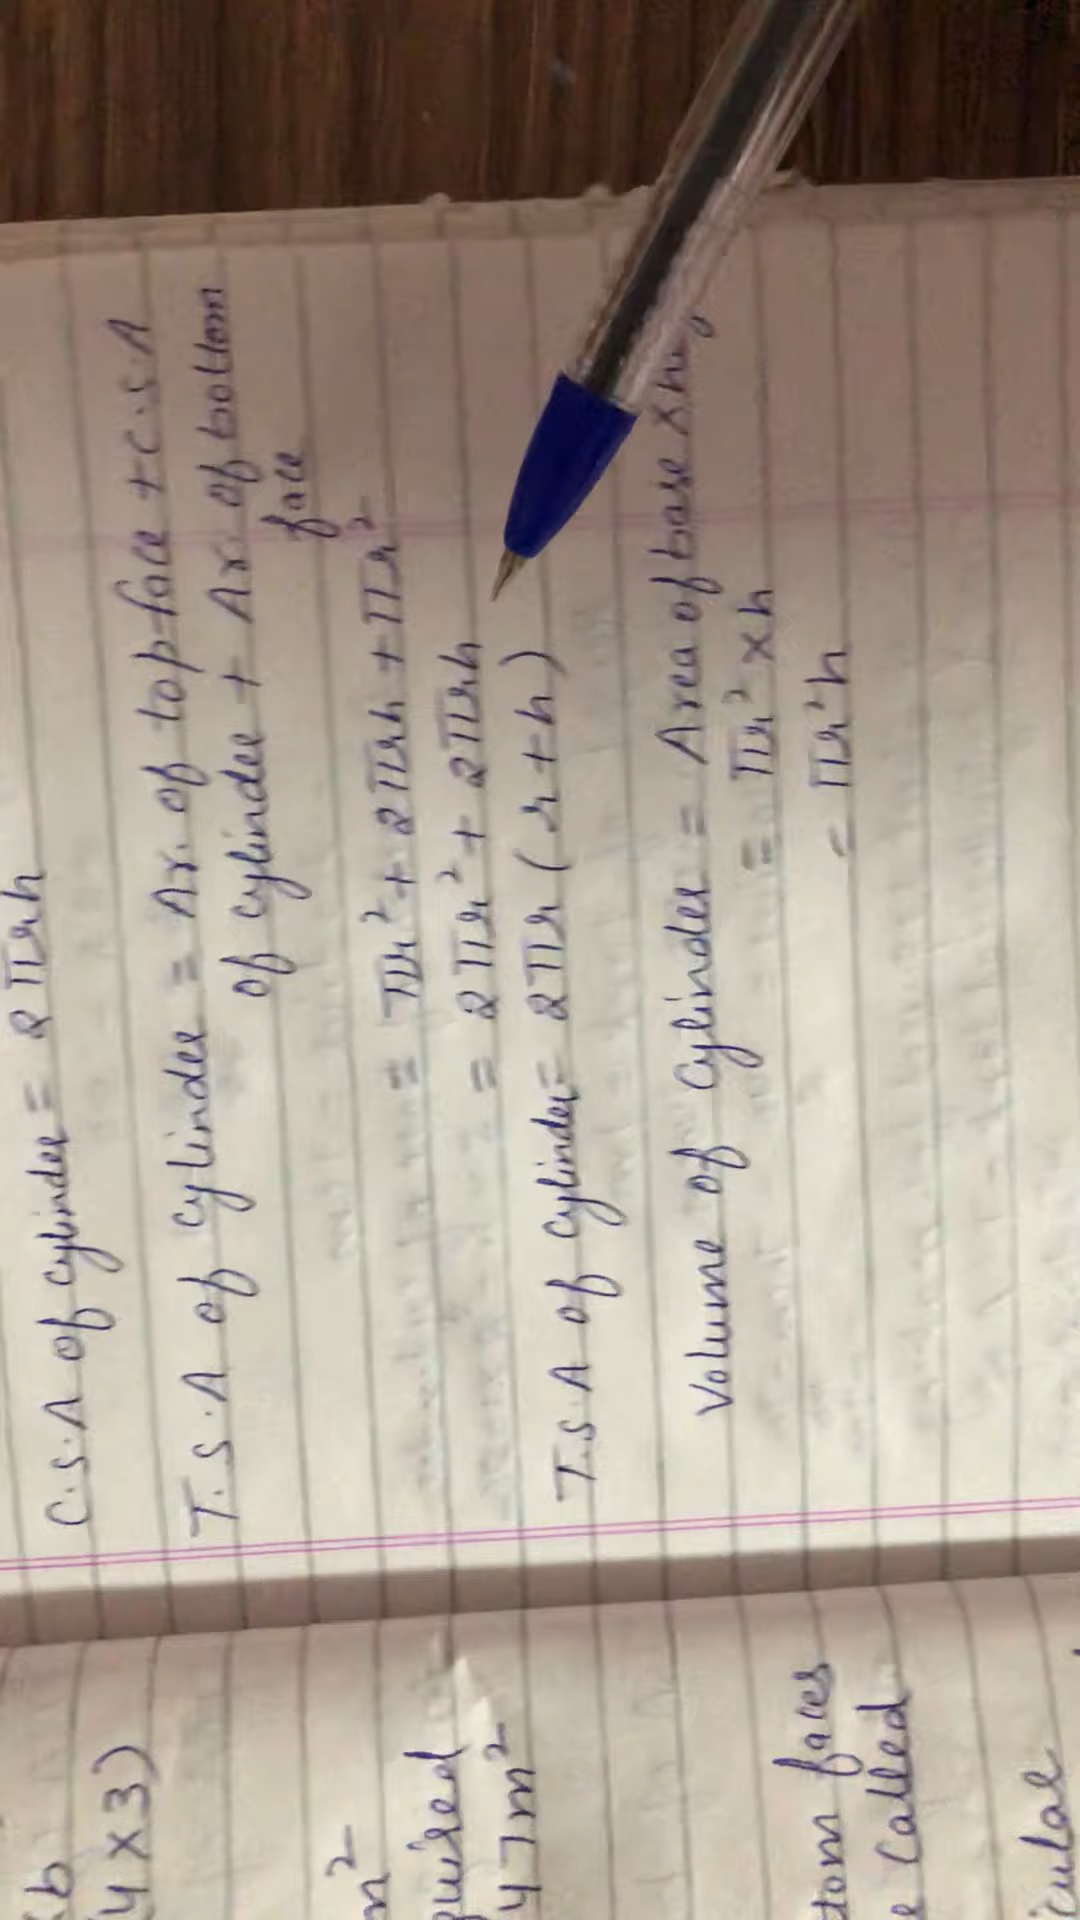 C.S.A of cylinder = 2πrh
T.S.A of cylinder = Ar. of top face + C.S.A
of cylinder + Ar. of bottom
face
= πr² + 2πrh + πr²
= 2πr² + 2πrh
T.S.A of cylinder = 2πr (r+h)
Volume of cylinder = Area of base x
= πr² x h
= πr²h
(4 x 3)
m²
47m²
faces
called